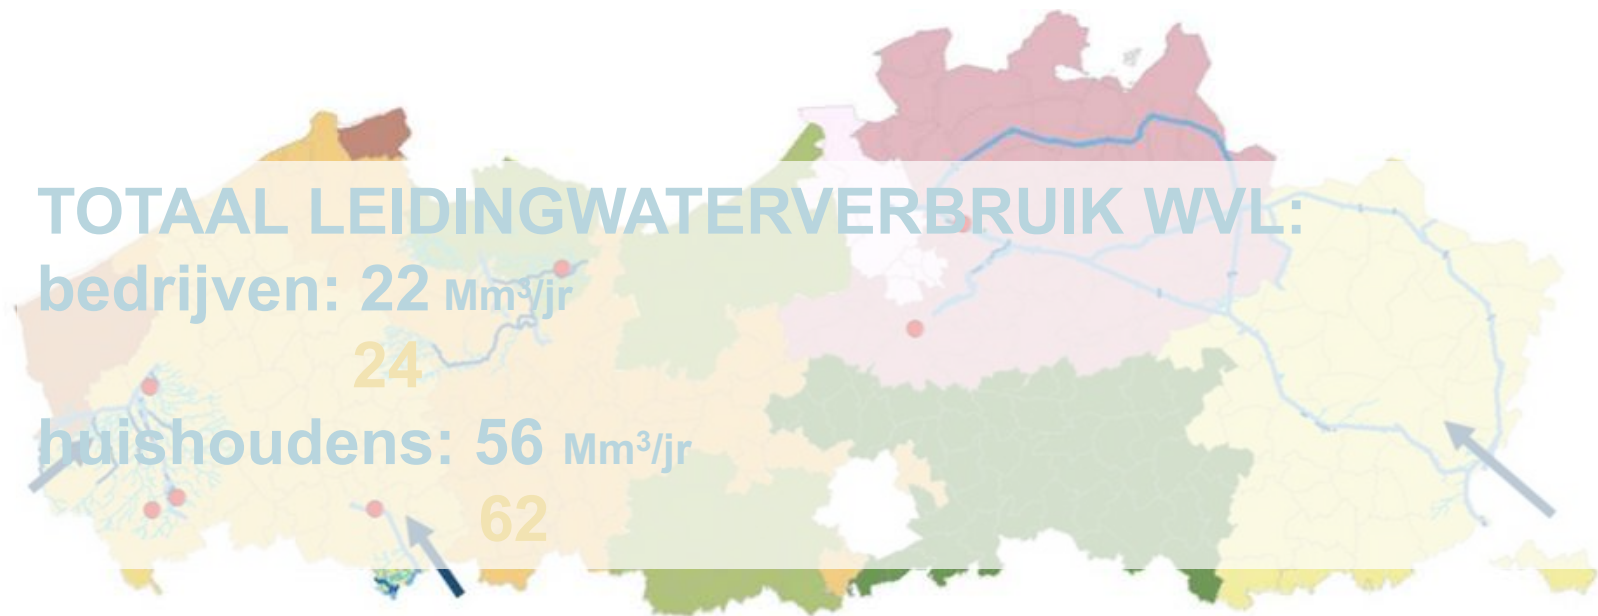 TOTAAL LEIDINGWATERVERBRUIK WVL:
bedrijven: 22 Mm³/jr
24
huishoudens: 56 Mm³/jr
62